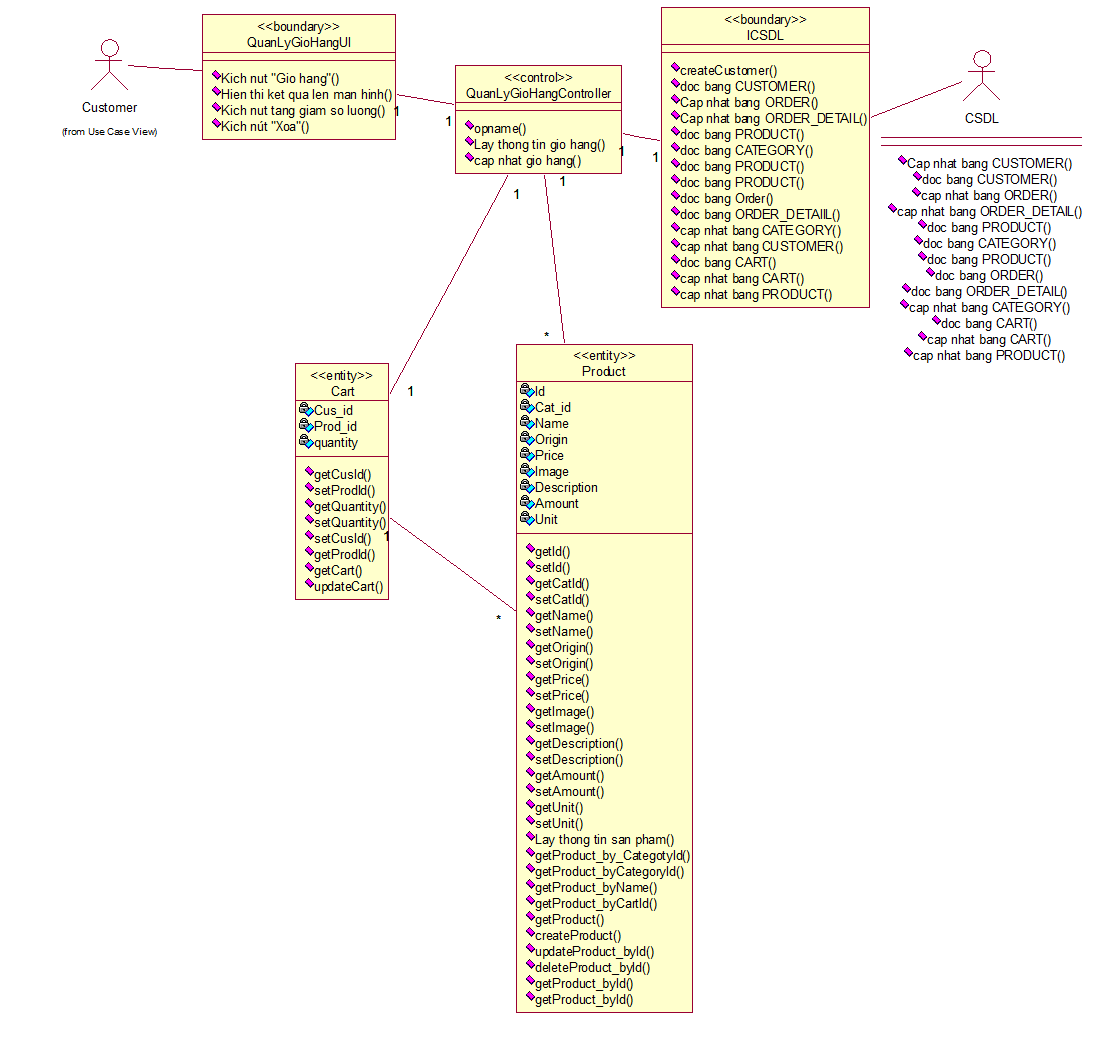 Customer
(from Use Case View)
<<boundary>>
QuanLyGioHangUI
Kich nut "Gio hang"()
Hien thi ket qua len man hinh()
Kich nut tang giam so luong()
Kich nút "Xoa"()
1
1
<<control>>
QuanLyGioHangController
opname()
Lay thong tin gio hang()
cap nhat gio hang()
1
1
<<boundary>>
ICSDL
createCustomer()
doc bang CUSTOMER()
Cap nhat bang ORDER()
Cap nhat bang ORDER_DETAIL()
doc bang PRODUCT()
doc bang CATEGORY()
doc bang PRODUCT()
doc bang PRODUCT()
doc bang Order()
doc bang ORDER_DETAIIL()
cap nhat bang CATEGORY()
cap nhat bang CUSTOMER()
doc bang CART()
cap nhat bang CART()
cap nhat bang PRODUCT()
CSDL
Cap nhat bang CUSTOMER()
doc bang CUSTOMER()
cap nhat bang ORDER()
cap nhat bang ORDER_DETAIL()
doc bang PRODUCT()
doc bang CATEGORY()
doc bang PRODUCT()
doc bang ORDER()
doc bang ORDER_DETAIL()
cap nhat bang CATEGORY()
doc bang CART()
cap nhat bang CART()
cap nhat bang PRODUCT()
1
1
*
1
<<entity>>
Cart
Cus_id
Prod_id
quantity
getCusId()
setProdId()
getQuantity()
setQuantity()
setCusId()
getProdId()
getCart()
updateCart()
1
*
<<entity>>
Product
Id
Cat_id
Name
Origin
Price
Image
Description
Amount
Unit
getId()
setId()
getCatId()
setCatId()
getName()
setName()
getOrigin()
setOrigin()
getPrice()
setPrice()
getImage()
setImage()
getDescription()
setDescription()
getAmount()
setAmount()
getUnit()
setUnit()
Lay thong tin san pham()
getProduct_by_CategotyId()
getProduct_byCategoryId()
getProduct_byName()
getProduct_byCartId()
getProduct()
createProduct()
updateProduct_byId()
deleteProduct_byId()
getProduct_byId()
getProduct_byId()